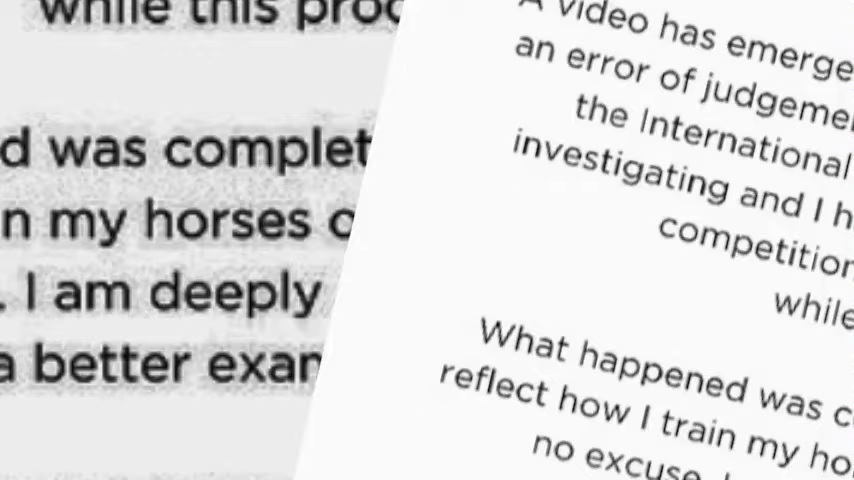 while this proc
d was complet
n my horses o
. I am deeply
a better exam
A video has emerge
an error of judgemen
the International
investigating and I h
competition
while
What happened was c
reflect how I train my ho
no excuse.